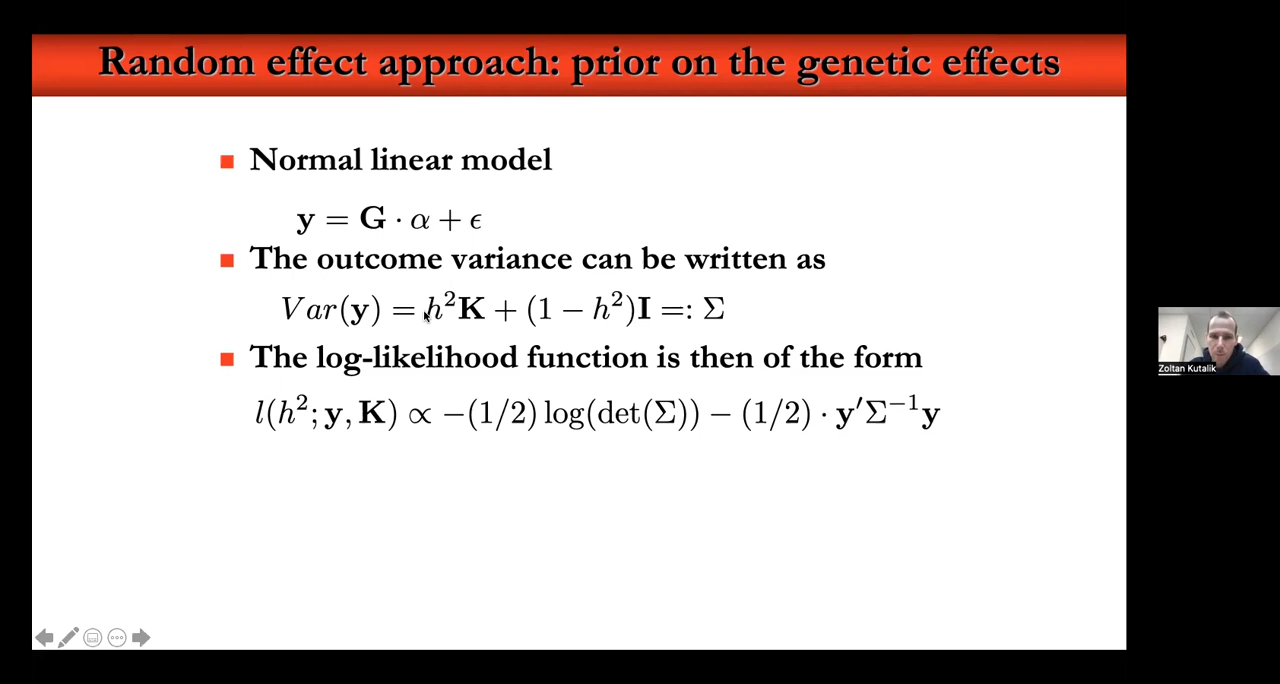 Random effect approach: prior on the genetic effects
Normal linear model
y = G · α + ϵ
The outcome variance can be written as
Var(y) = h²K + (1 − h²)I =: Σ
The log-likelihood function is then of the form
l(h²; y, K) ∝ −(1/2) log(det(Σ)) − (1/2) · y′Σ⁻¹y
Zoltan Kutalik